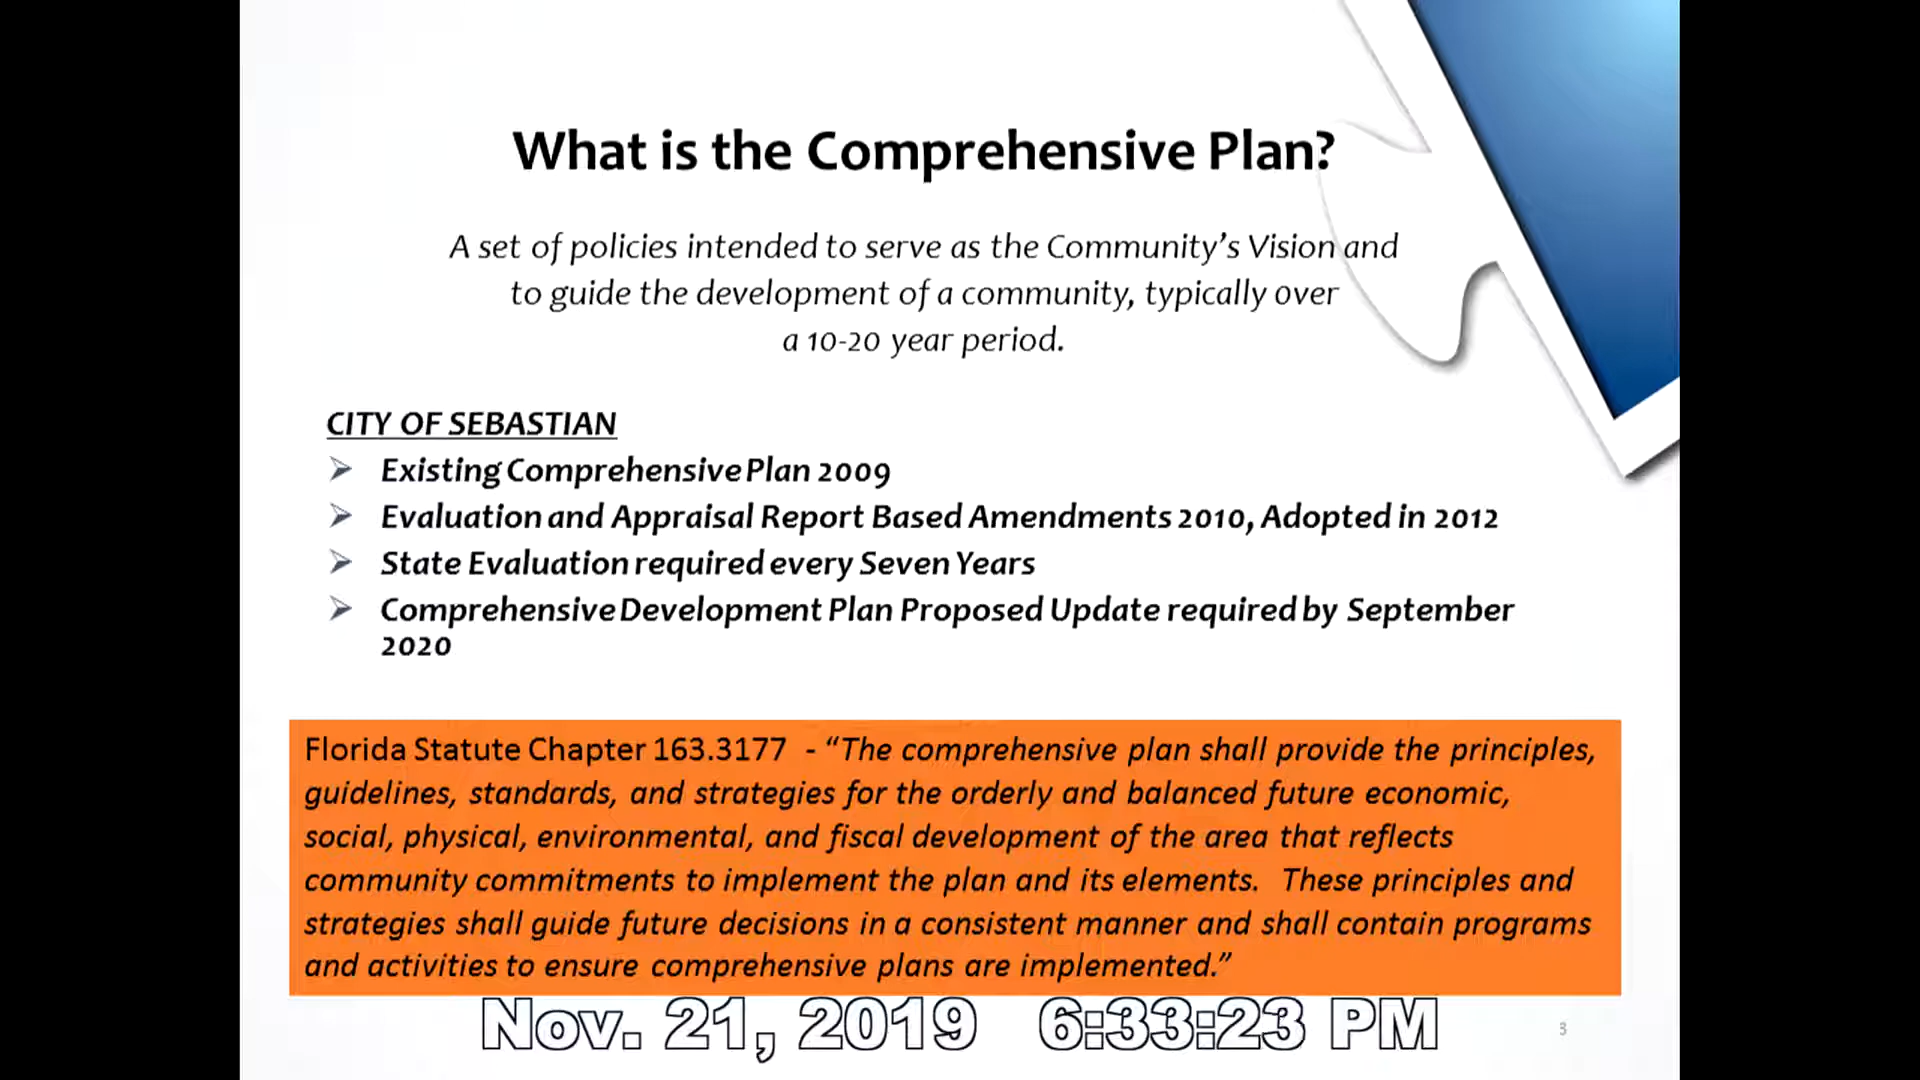 What is the Comprehensive Plan?
A set of policies intended to serve as the Community’s Vision and
to guide the development of a community, typically 0ver
a 10-20 year period.
CITY OF SEBASTIAN
➢ Existing Comprehensive Plan 2009
➢ Evaluation and Appraisal Report Based Amendments 2010, Adopted in 2012
➢ State Evaluation required every Seven Years
➢ Comprehensive Development Plan Proposed Update required by September
2020
Florida Statute Chapter 163.3177 - “The comprehensive plan shall provide the principles,
guidelines, standards, and strategies for the orderly and balanced future economic,
social, physical, environmental, and fiscal development of the area that reflects
community commitments to implement the plan and its elements. These principles and
strategies shall guide future decisions in a consistent manner and shall contain programs
and activities to ensure comprehensive plans are implemented.”
Nov. 21, 2019 6:33:23 PM
3